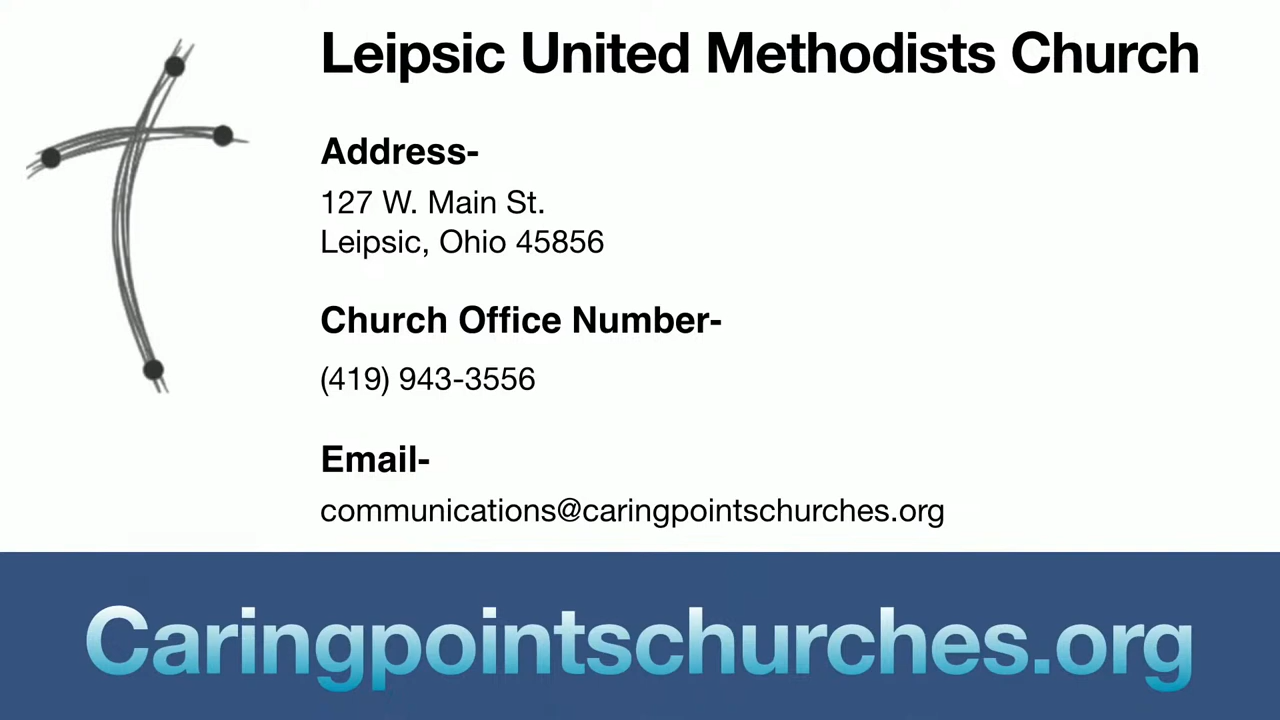 Leipsic United Methodists Church
Address-
127 W. Main St.
Leipsic, Ohio 45856
Church Office Number-
(419) 943-3556
Email-
communications@caringpointschurches.org
Caringpointschurches.org